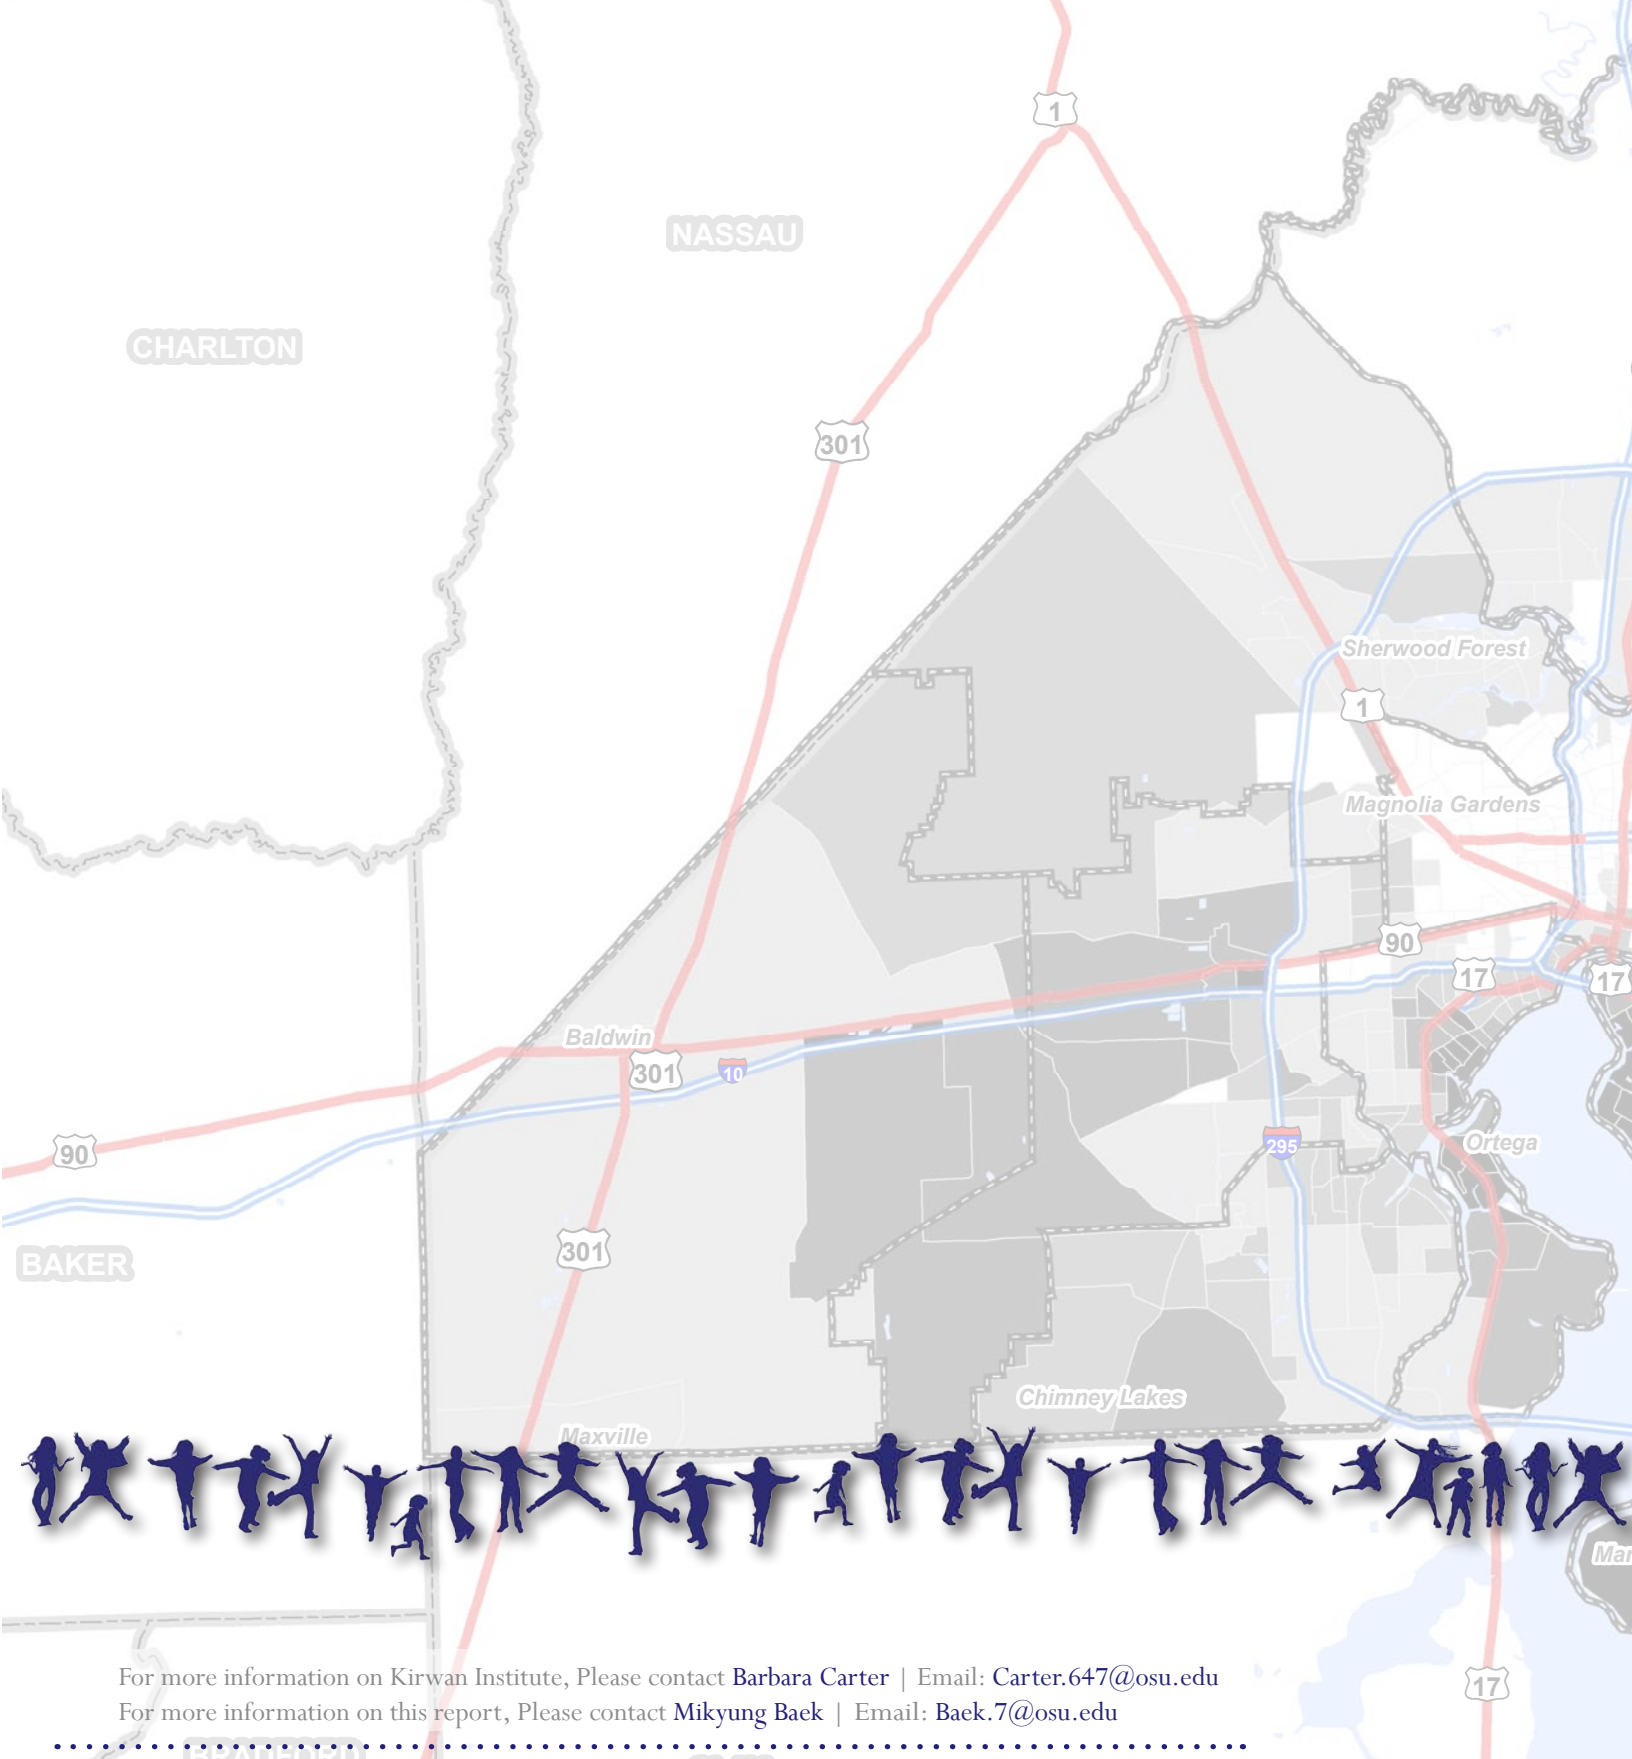 1
NASSAU
CHARLTON
301
Sherwood Forest
1
Magnolia Gardens
90
17
17
Baldwin
301
10
90
295
Ortega
301
BAKER
Chimney Lakes
Maxville
For more information on Kirwan Institute, Please contact Barbara Carter | Email: Carter.647@osu.edu
17
For more information on this report, Please contact Mikyung Baek | Email: Baek.7@osu.edu
BRADFORD